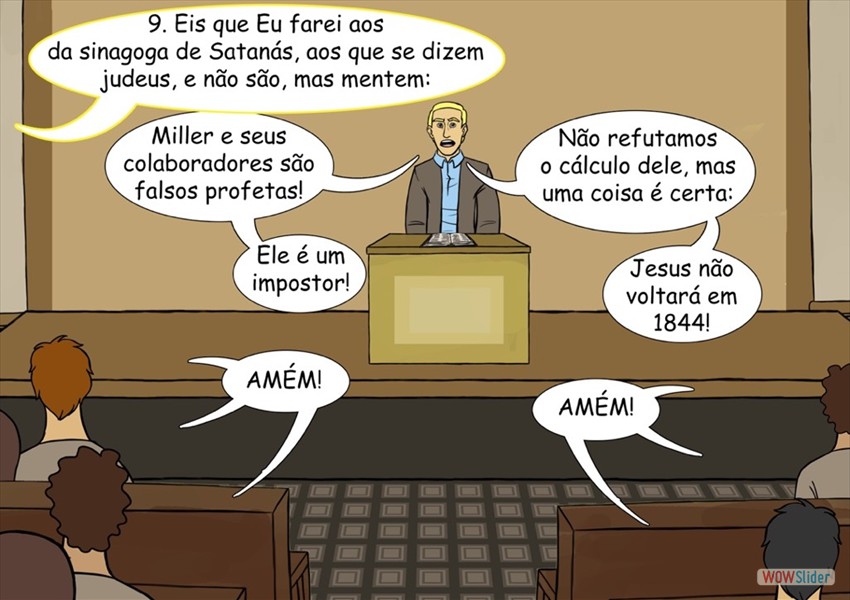 9. Eis que Eu farei aos
da sinagoga de Satanás, aos que se dizem
judeus, e não são, mas mentem:
Miller e seus
colaboradores são
falsos profetas!
Ele é um
impostor!
Não refutamos
o cálculo dele, mas
uma coisa é certa:
Jesus não
voltará em
1844!
AMÉM!
AMÉM!
WOWSlider